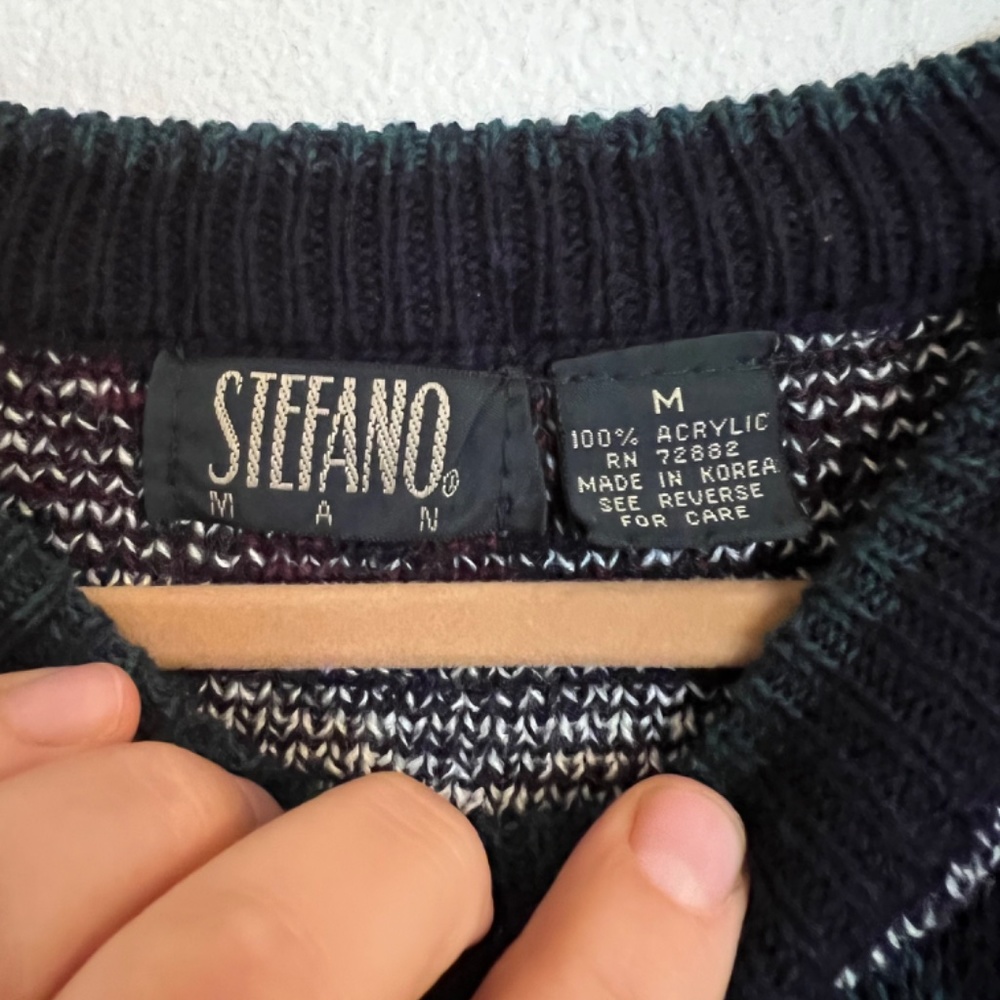 STEFANO®
M A N
M
100% ACRYLIC
RN 72882
MADE IN KOREA
SEE REVERSE
FOR CARE